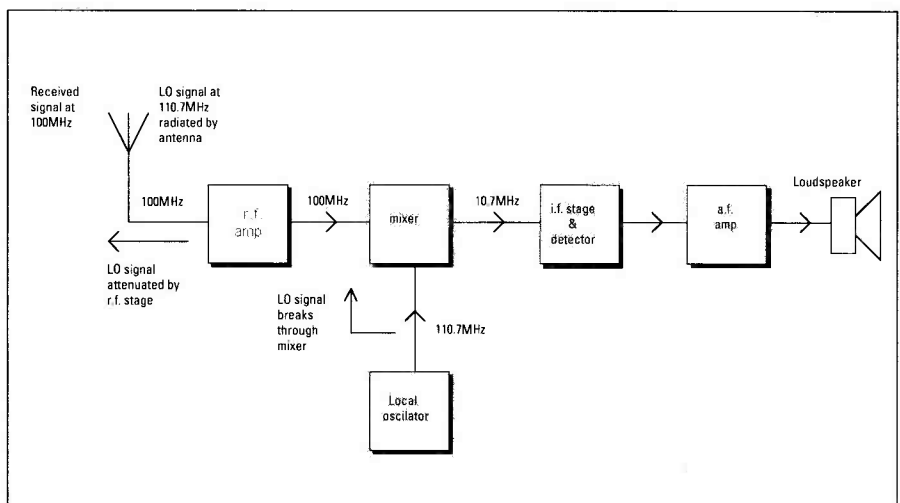 Received
signal at
100MHz
LO signal at
110.7MHz
radiated by
antenna
100MHz
r.f.
amp
100MHz
mixer
10.7MHz
i.f. stage
&
detector
a.f.
amp
Loudspeaker
LO signal
attenuated by
r.f. stage
LO signal
breaks
through
mixer
110.7MHz
Local
oscilator